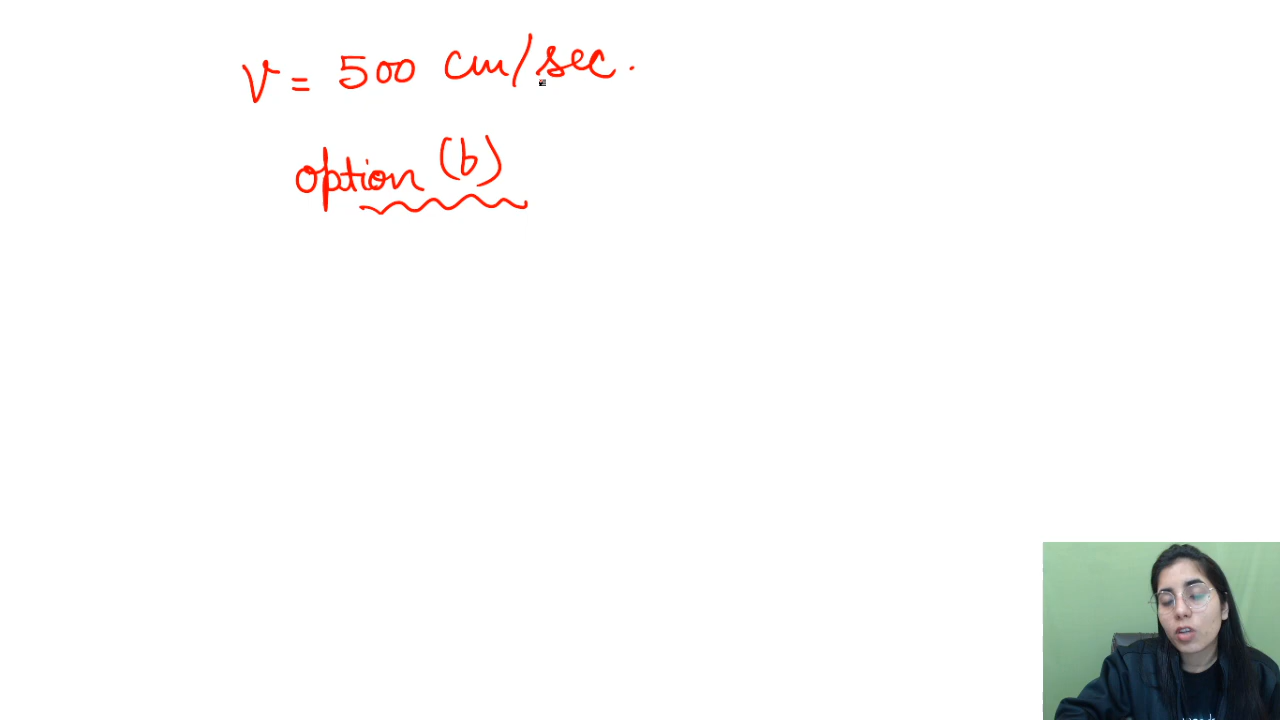 V = 500 cm/sec.
option (b)